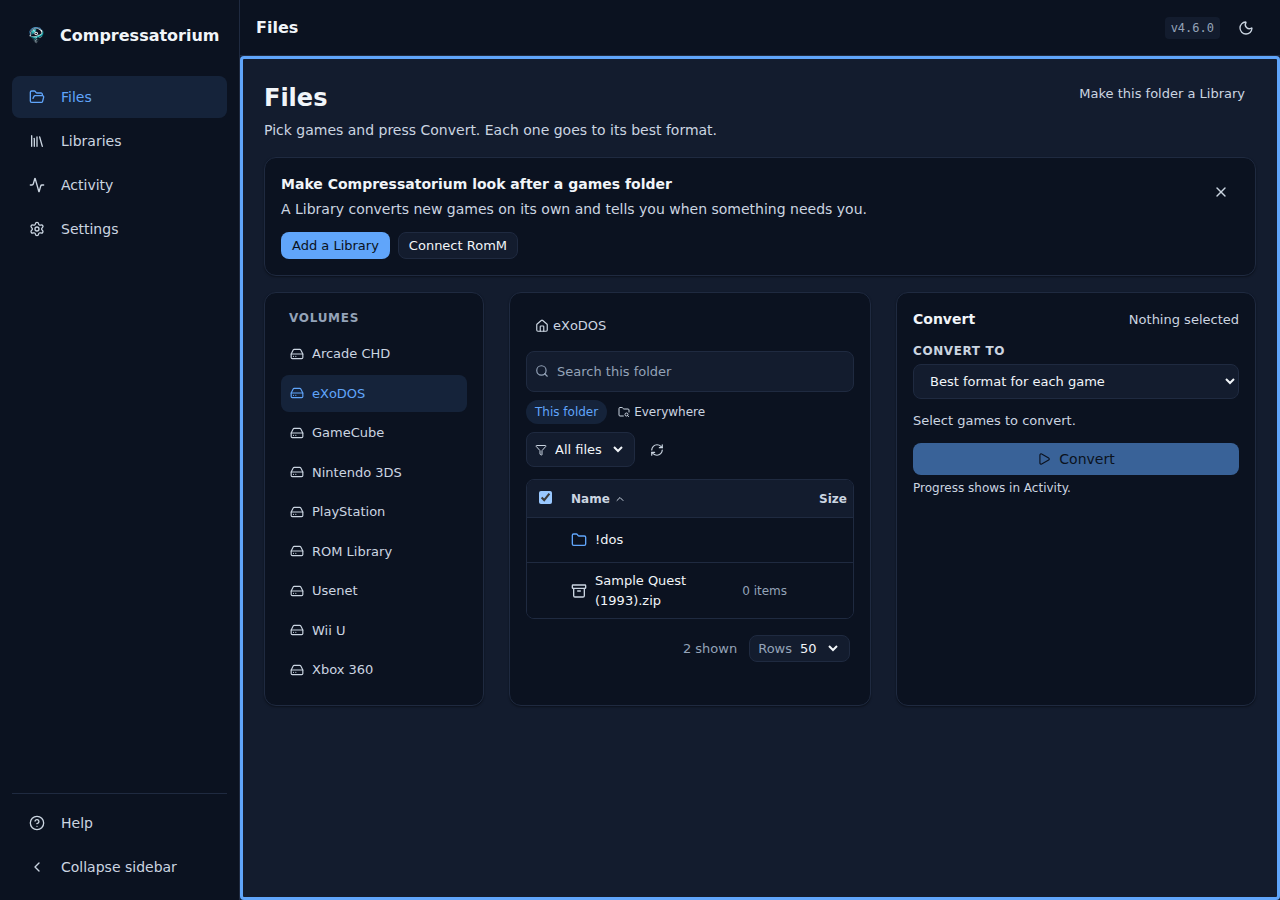 Compressatorium
Files
v4.6.0
Files
Libraries
Activity
Settings
Help
Collapse sidebar
Files
Make this folder a Library
Pick games and press Convert. Each one goes to its best format.
Make Compressatorium look after a games folder
A Library converts new games on its own and tells you when something needs you.
Add a Library
Connect RomM
VOLUMES
Arcade CHD
eXoDOS
GameCube
Nintendo 3DS
PlayStation
ROM Library
Usenet
Wii U
Xbox 360
eXoDOS
Search this folder
This folder
Everywhere
All files
Name
Size
!dos
Sample Quest
(1993).zip
0 items
2 shown
Rows 50
Convert
Nothing selected
CONVERT TO
Best format for each game
Select games to convert.
Convert
Progress shows in Activity.